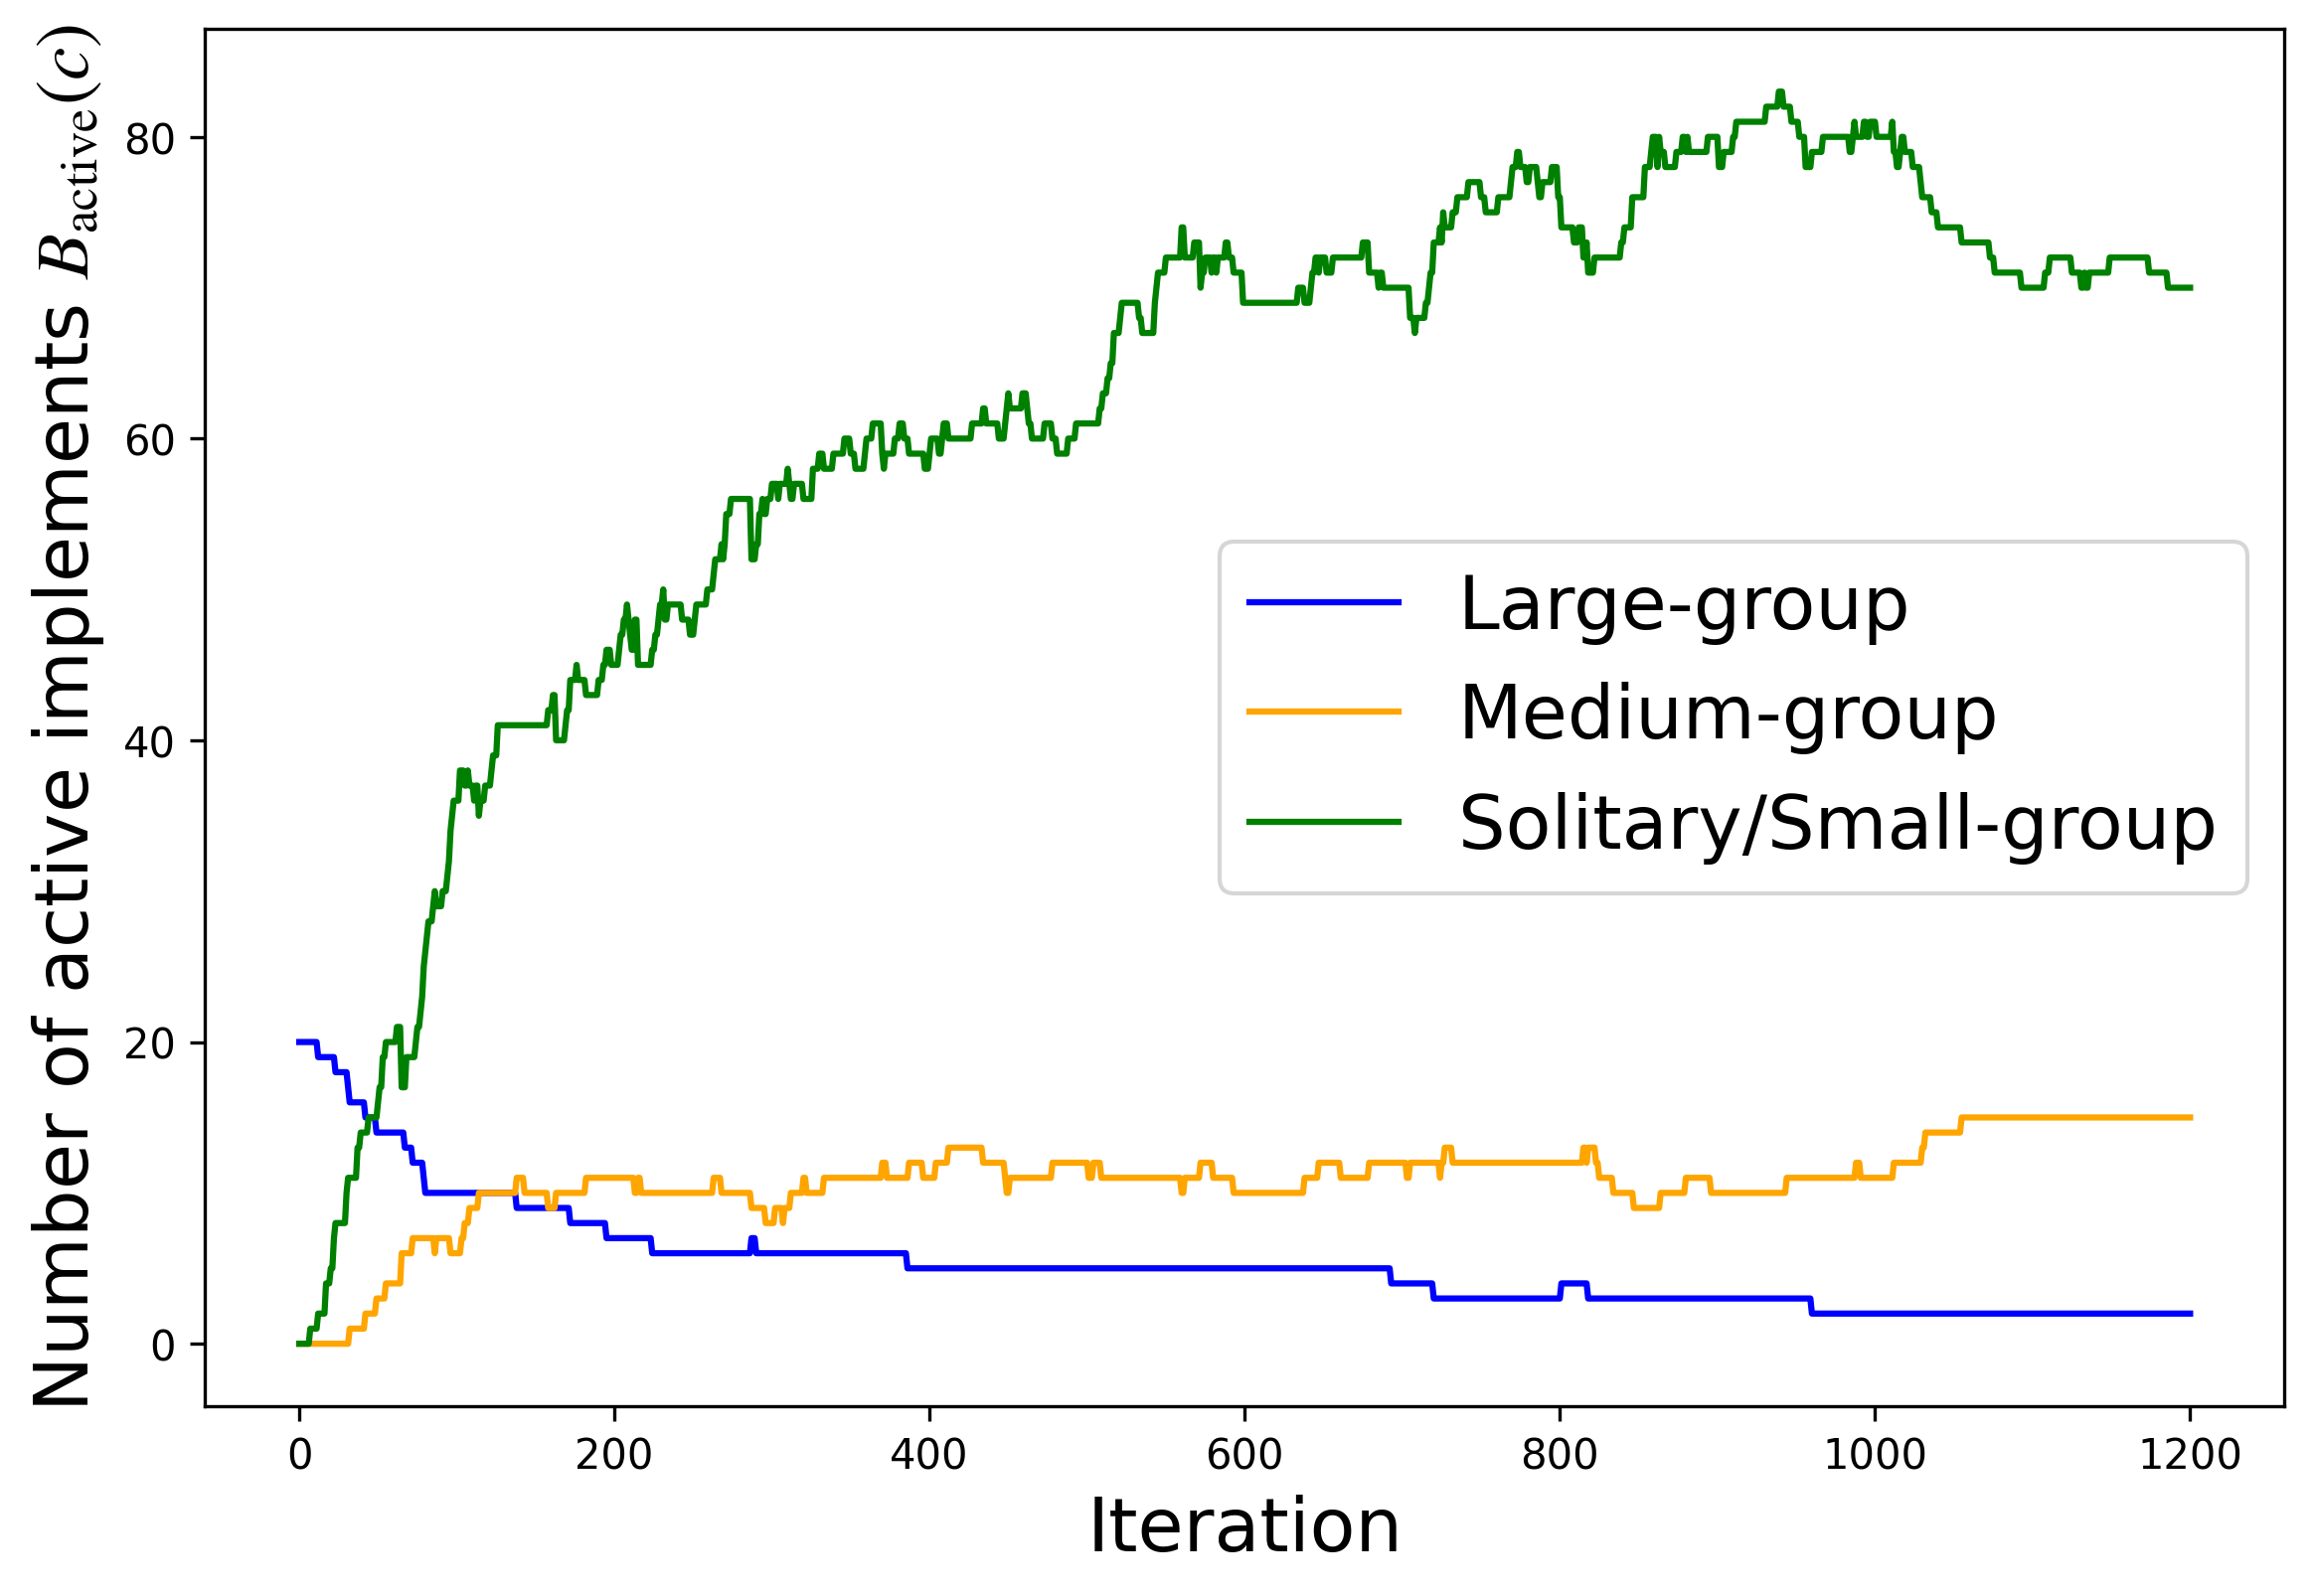 Number of active implements B_active(c)
80
60
40
20
0
0 200 400 600 800 1000 1200
Iteration
Large-group
Medium-group
Solitary/Small-group